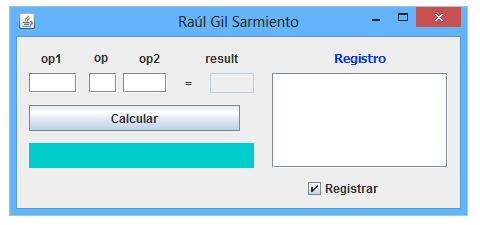 Raúl Gil Sarmiento
op1 op op2 result Registro
=
Calcular
Registrar